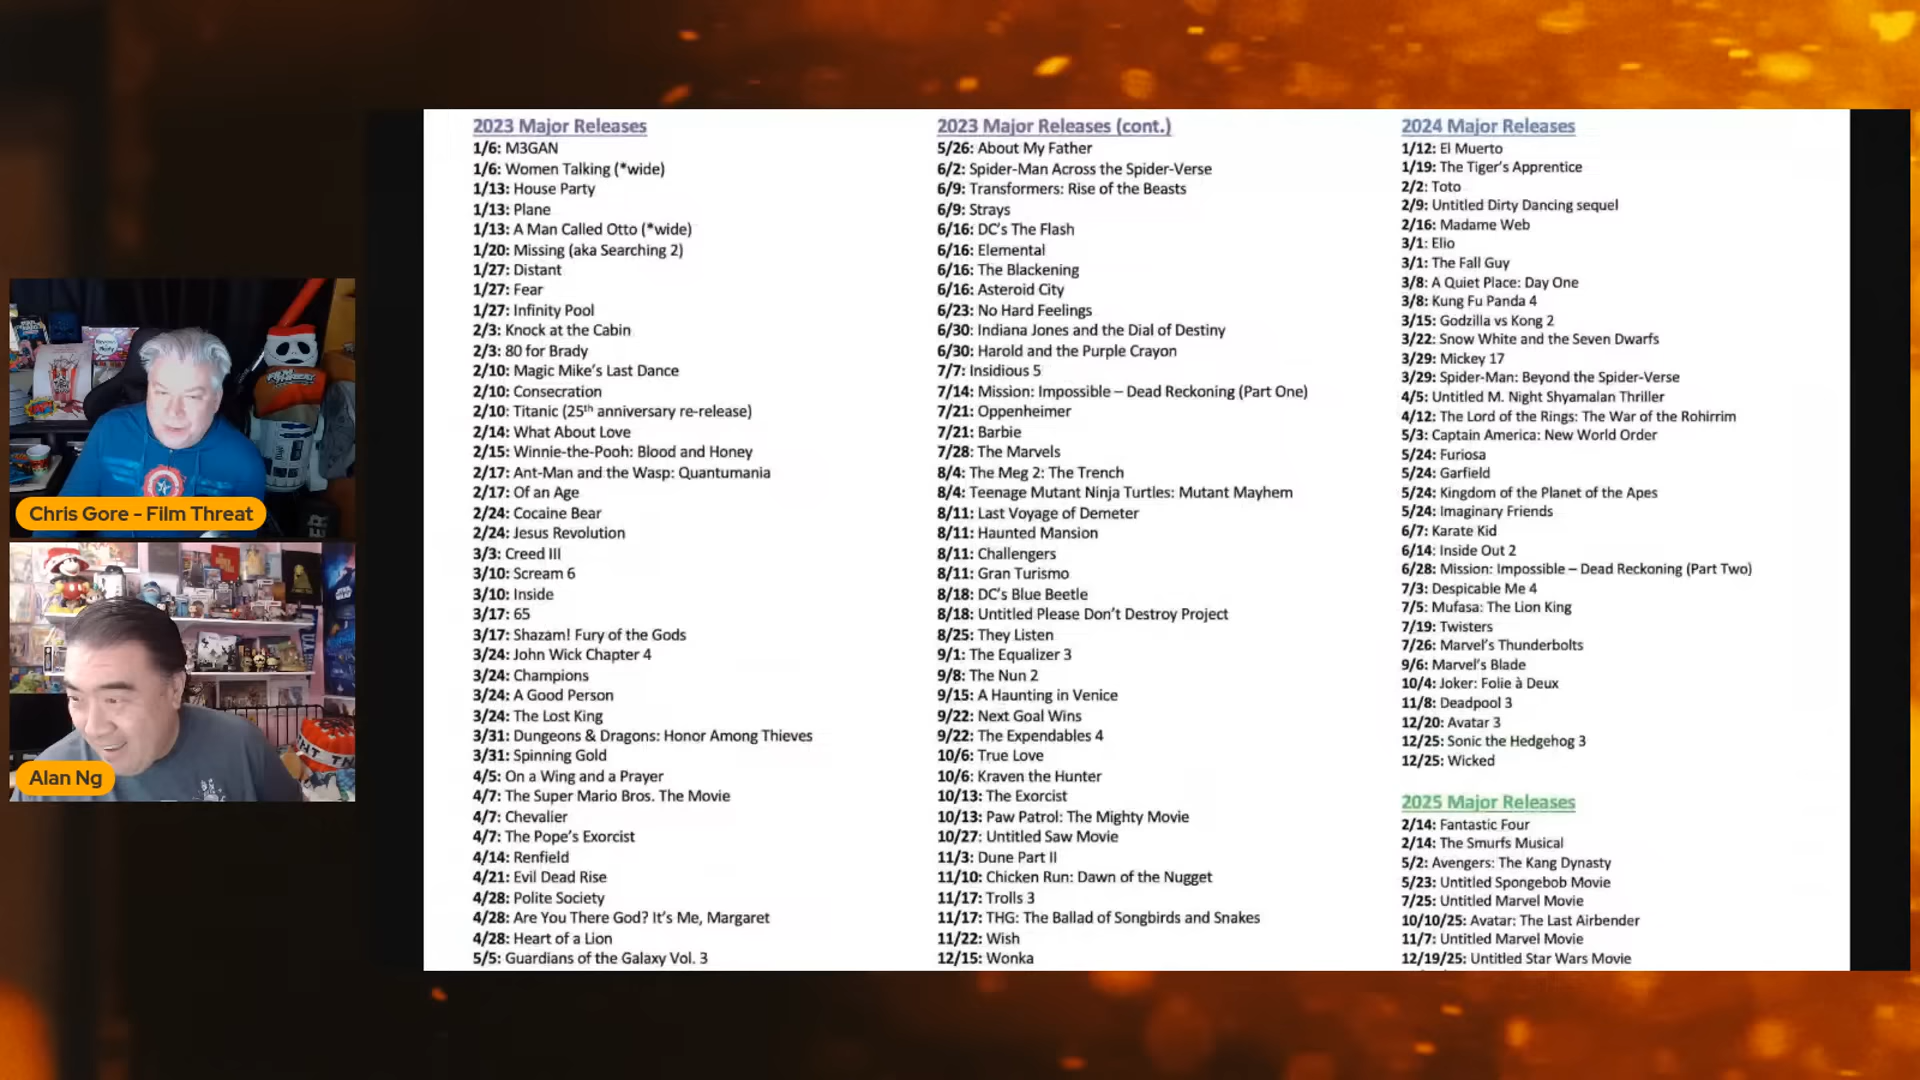 2023 Major Releases
1/6: M3GAN
1/6: Women Talking (*wide)
1/13: House Party
1/13: Plane
1/13: A Man Called Otto (*wide)
1/20: Missing (aka Searching 2)
1/27: Distant
1/27: Fear
1/27: Infinity Pool
2/3: Knock at the Cabin
2/3: 80 for Brady
2/10: Magic Mike's Last Dance
2/10: Consecration
2/10: Titanic (25th anniversary re-release)
2/14: What About Love
2/15: Winnie-the-Pooh: Blood and Honey
2/17: Ant-Man and the Wasp: Quantumania
2/17: Of an Age
2/24: Cocaine Bear
2/24: Jesus Revolution
3/3: Creed III
3/10: Scream 6
3/10: Inside
3/17: 65
3/17: Shazam! Fury of the Gods
3/24: John Wick Chapter 4
3/24: Champions
3/24: A Good Person
3/24: The Lost King
3/31: Dungeons & Dragons: Honor Among Thieves
3/31: Spinning Gold
4/5: On a Wing and a Prayer
4/7: The Super Mario Bros. The Movie
4/7: Chevalier
4/7: The Pope's Exorcist
4/14: Renfield
4/21: Evil Dead Rise
4/28: Polite Society
4/28: Are You There God? It's Me, Margaret
4/28: Heart of a Lion
5/5: Guardians of the Galaxy Vol. 3
2023 Major Releases (cont.)
5/26: About My Father
6/2: Spider-Man Across the Spider-Verse
6/9: Transformers: Rise of the Beasts
6/9: Strays
6/16: DC's The Flash
6/16: Elemental
6/16: The Blackening
6/16: Asteroid City
6/23: No Hard Feelings
6/30: Indiana Jones and the Dial of Destiny
6/30: Harold and the Purple Crayon
7/7: Insidious 5
7/14: Mission: Impossible – Dead Reckoning (Part One)
7/21: Oppenheimer
7/21: Barbie
7/28: The Marvels
8/4: The Meg 2: The Trench
8/4: Teenage Mutant Ninja Turtles: Mutant Mayhem
8/11: Last Voyage of Demeter
8/11: Haunted Mansion
8/11: Challengers
8/11: Gran Turismo
8/18: DC's Blue Beetle
8/18: Untitled Please Don't Destroy Project
8/25: They Listen
9/1: The Equalizer 3
9/8: The Nun 2
9/15: A Haunting in Venice
9/22: Next Goal Wins
9/22: The Expendables 4
10/6: True Love
10/6: Kraven the Hunter
10/13: The Exorcist
10/13: Paw Patrol: The Mighty Movie
10/27: Untitled Saw Movie
11/3: Dune Part II
11/10: Chicken Run: Dawn of the Nugget
11/17: Trolls 3
11/17: THG: The Ballad of Songbirds and Snakes
11/22: Wish
12/15: Wonka
2024 Major Releases
1/12: El Muerto
1/19: The Tiger's Apprentice
2/2: Toto
2/9: Untitled Dirty Dancing sequel
2/16: Madame Web
3/1: Elio
3/1: The Fall Guy
3/8: A Quiet Place: Day One
3/8: Kung Fu Panda 4
3/15: Godzilla vs Kong 2
3/22: Snow White and the Seven Dwarfs
3/29: Mickey 17
3/29: Spider-Man: Beyond the Spider-Verse
4/5: Untitled M. Night Shyamalan Thriller
4/12: The Lord of the Rings: The War of the Rohirrim
5/3: Captain America: New World Order
5/24: Furiosa
5/24: Garfield
5/24: Kingdom of the Planet of the Apes
5/24: Imaginary Friends
6/7: Karate Kid
6/14: Inside Out 2
6/28: Mission: Impossible – Dead Reckoning (Part Two)
7/3: Despicable Me 4
7/5: Mufasa: The Lion King
7/19: Twisters
7/26: Marvel's Thunderbolts
9/6: Marvel's Blade
10/4: Joker: Folie à Deux
11/8: Deadpool 3
12/20: Avatar 3
12/25: Sonic the Hedgehog 3
12/25: Wicked
2025 Major Releases
2/14: Fantastic Four
2/14: The Smurfs Musical
5/2: Avengers: The Kang Dynasty
5/23: Untitled Spongebob Movie
7/25: Untitled Marvel Movie
10/10/25: Avatar: The Last Airbender
11/7: Untitled Marvel Movie
12/19/25: Untitled Star Wars Movie
Chris Gore - Film Threat
Alan Ng